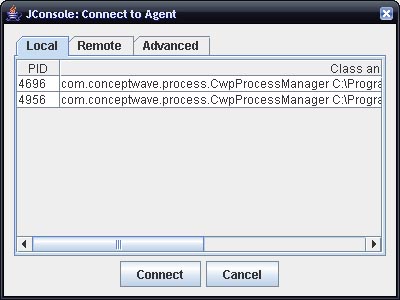 JConsole: Connect to Agent
Local Remote Advanced
PID Class an
4696 com.conceptwave.process.CwpProcessManager C:\Progra
4956 com.conceptwave.process.CwpProcessManager C:\Progra
Connect Cancel